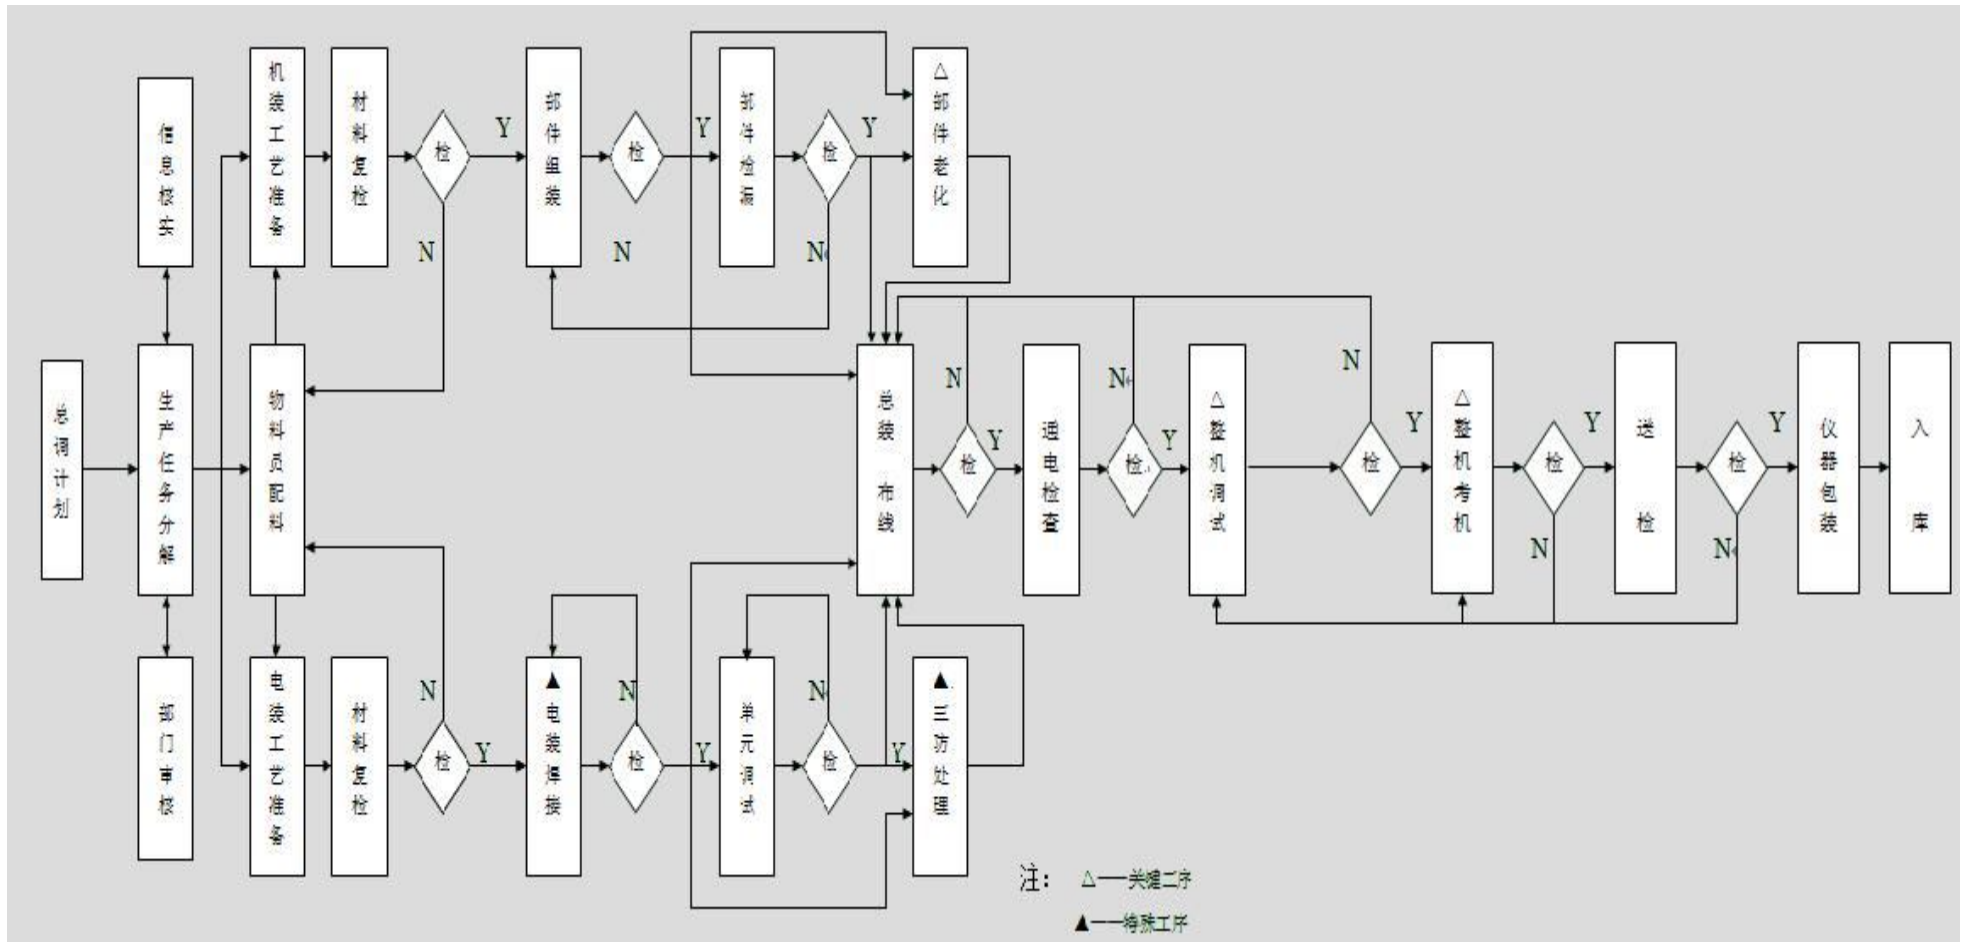 总调计划
信息核实
生产任务分解
部门审核
机装工艺准备
物料员配料
电装工艺准备
材料复检
检
Y
N
部件组装
检
Y
N
部件检漏
检
Y
N
△部件老化
材料复检
检
N
Y
▲电装焊接
检
N
Y
单元调试
检
N
Y
▲三防处理
总装 布线
检
N
Y
通电检查
检
N
Y
△整机调试
检
N
Y
△整机考机
检
Y
N
送 检
检
Y
N
仪器包装
入 库
注：
△——关键工序
▲——特殊工序